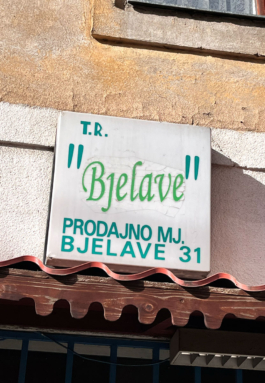 T.R.
"Bjelave"
PRODAJNO MJ.
BJELAVE 31